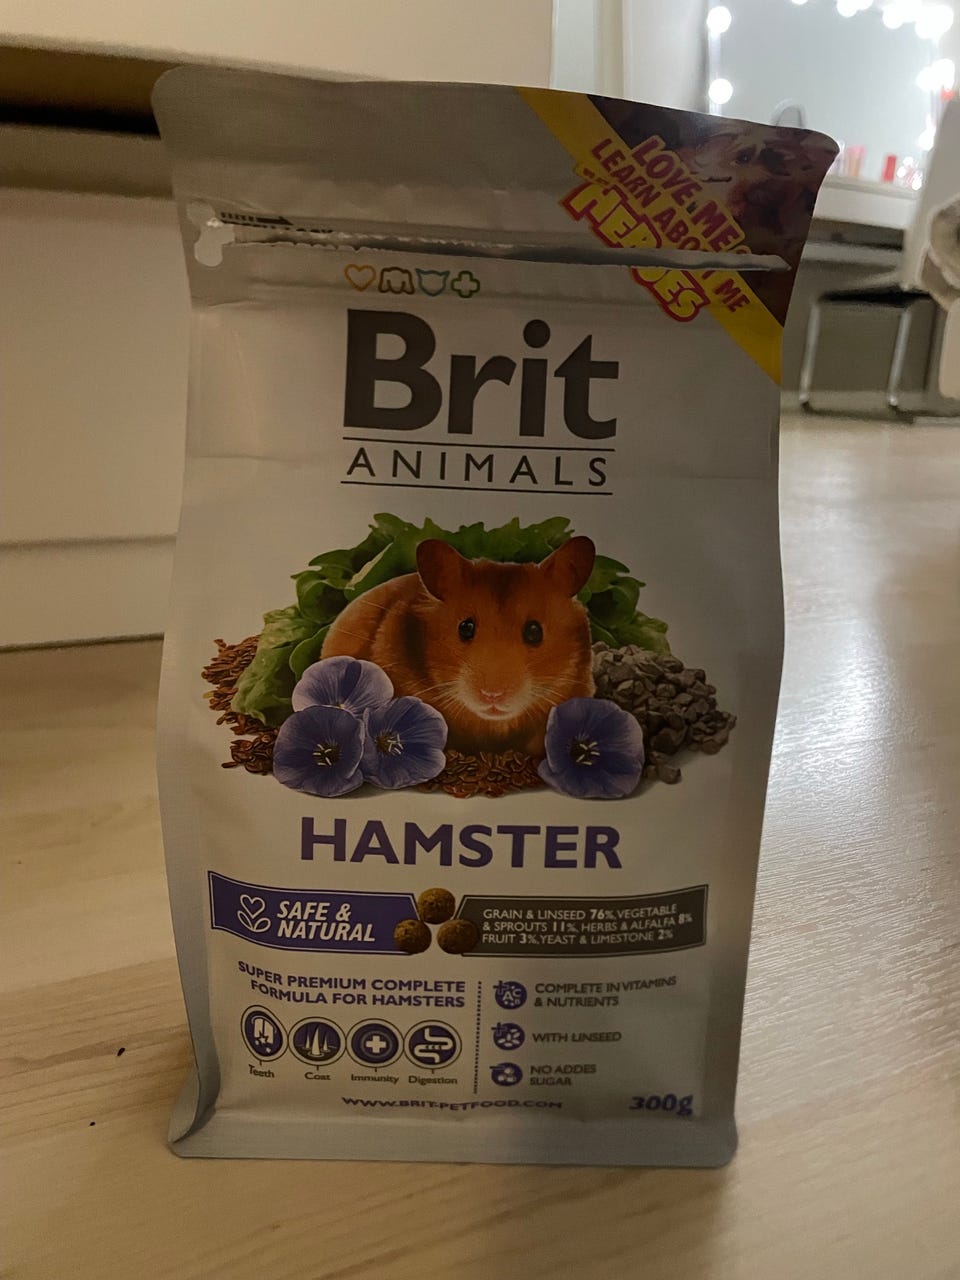 LOVE ME
LEARN ABOUT ME
HEROES
Brit
ANIMALS
HAMSTER
SAFE &
NATURAL
GRAIN & LINSEED 76%, VEGETABLE
& SPROUTS 11%, HERBS & ALFALFA 8%
FRUIT 3%, YEAST & LIMESTONE 2%
SUPER PREMIUM COMPLETE
FORMULA FOR HAMSTERS
Teeth Coat Immunity Digestion
COMPLETE IN VITAMINS
& NUTRIENTS
WITH LINSEED
NO ADDES
SUGAR
WWW.BRIT-PETFOOD.COM
300g